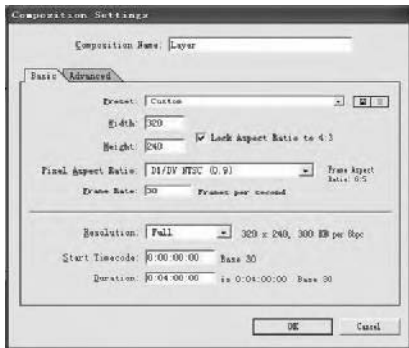 Composition Settings
Composition Name: Layer
Basic Advanced
Preset: Custom
Width: 320
Lock Aspect Ratio to 4:3
Height: 240
Pixel Aspect Ratio: D1/DV NTSC (0.9) Frame Aspect
Ratio: 6:5
Frame Rate: 30 Frames per second
Resolution: Full 320 x 240, 300 KB per 8bpc
Start Timecode: 0:00:00:00 Base 30
Duration: 0:04:00:00 is 0:04:00:00 Base 30
OK Cancel